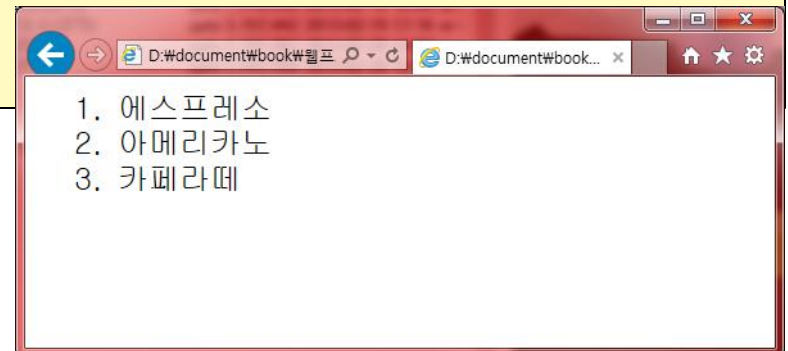 D:₩document₩book₩웹프
D:₩document₩book...
1. 에스프레소
2. 아메리카노
3. 카페라떼